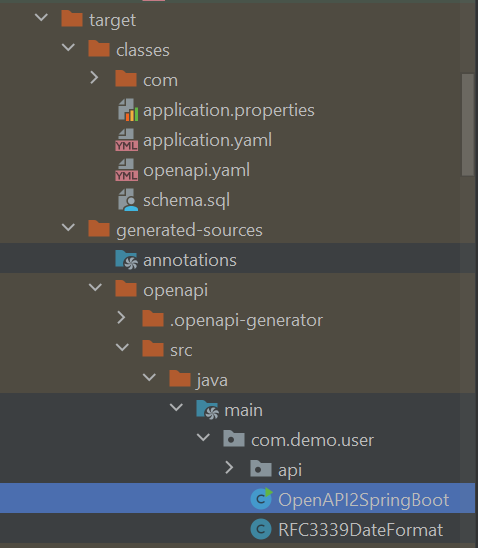 target
classes
com
application.properties
application.yaml
openapi.yaml
schema.sql
generated-sources
annotations
openapi
.openapi-generator
src
java
main
com.demo.user
api
OpenAPI2SpringBoot
RFC3339DateFormat